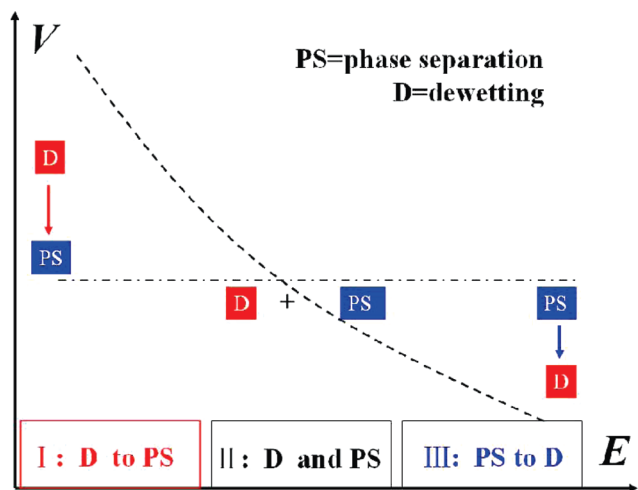 V
PS=phase separation
D=dewetting
D
PS
D + PS
PS
D
Ⅰ: D to PS
Ⅱ: D and PS
Ⅲ: PS to D
E